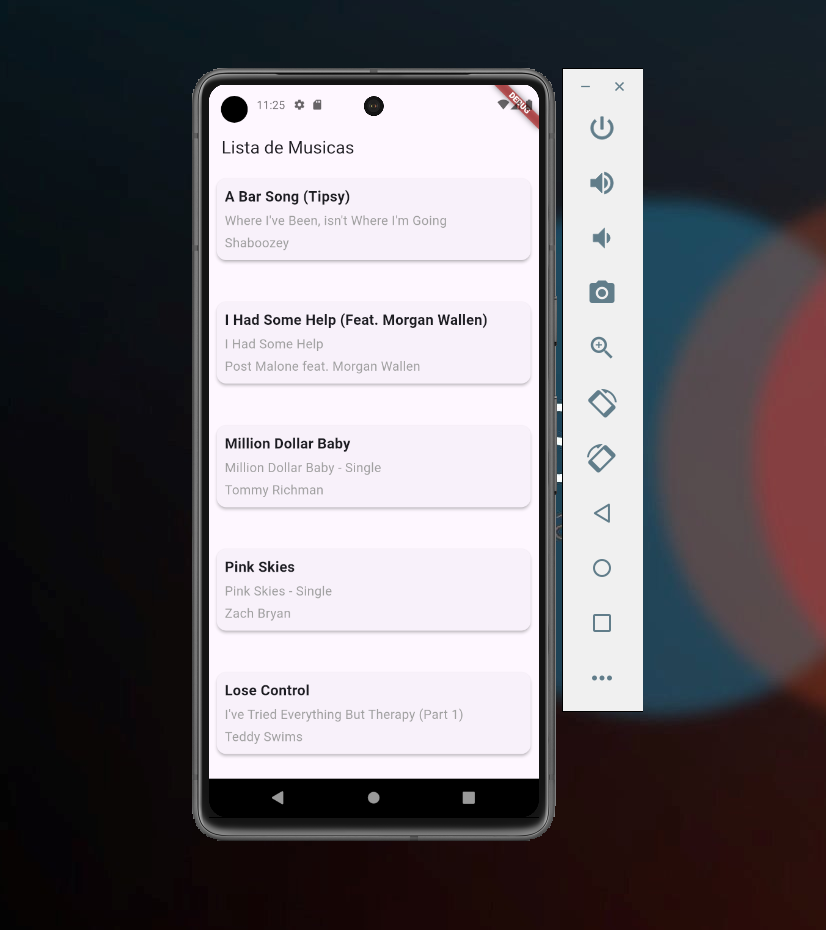 11:25
DEBUG
Lista de Musicas
A Bar Song (Tipsy)
Where I've Been, isn't Where I'm Going
Shaboozey
I Had Some Help (Feat. Morgan Wallen)
I Had Some Help
Post Malone feat. Morgan Wallen
Million Dollar Baby
Million Dollar Baby - Single
Tommy Richman
Pink Skies
Pink Skies - Single
Zach Bryan
Lose Control
I've Tried Everything But Therapy (Part 1)
Teddy Swims